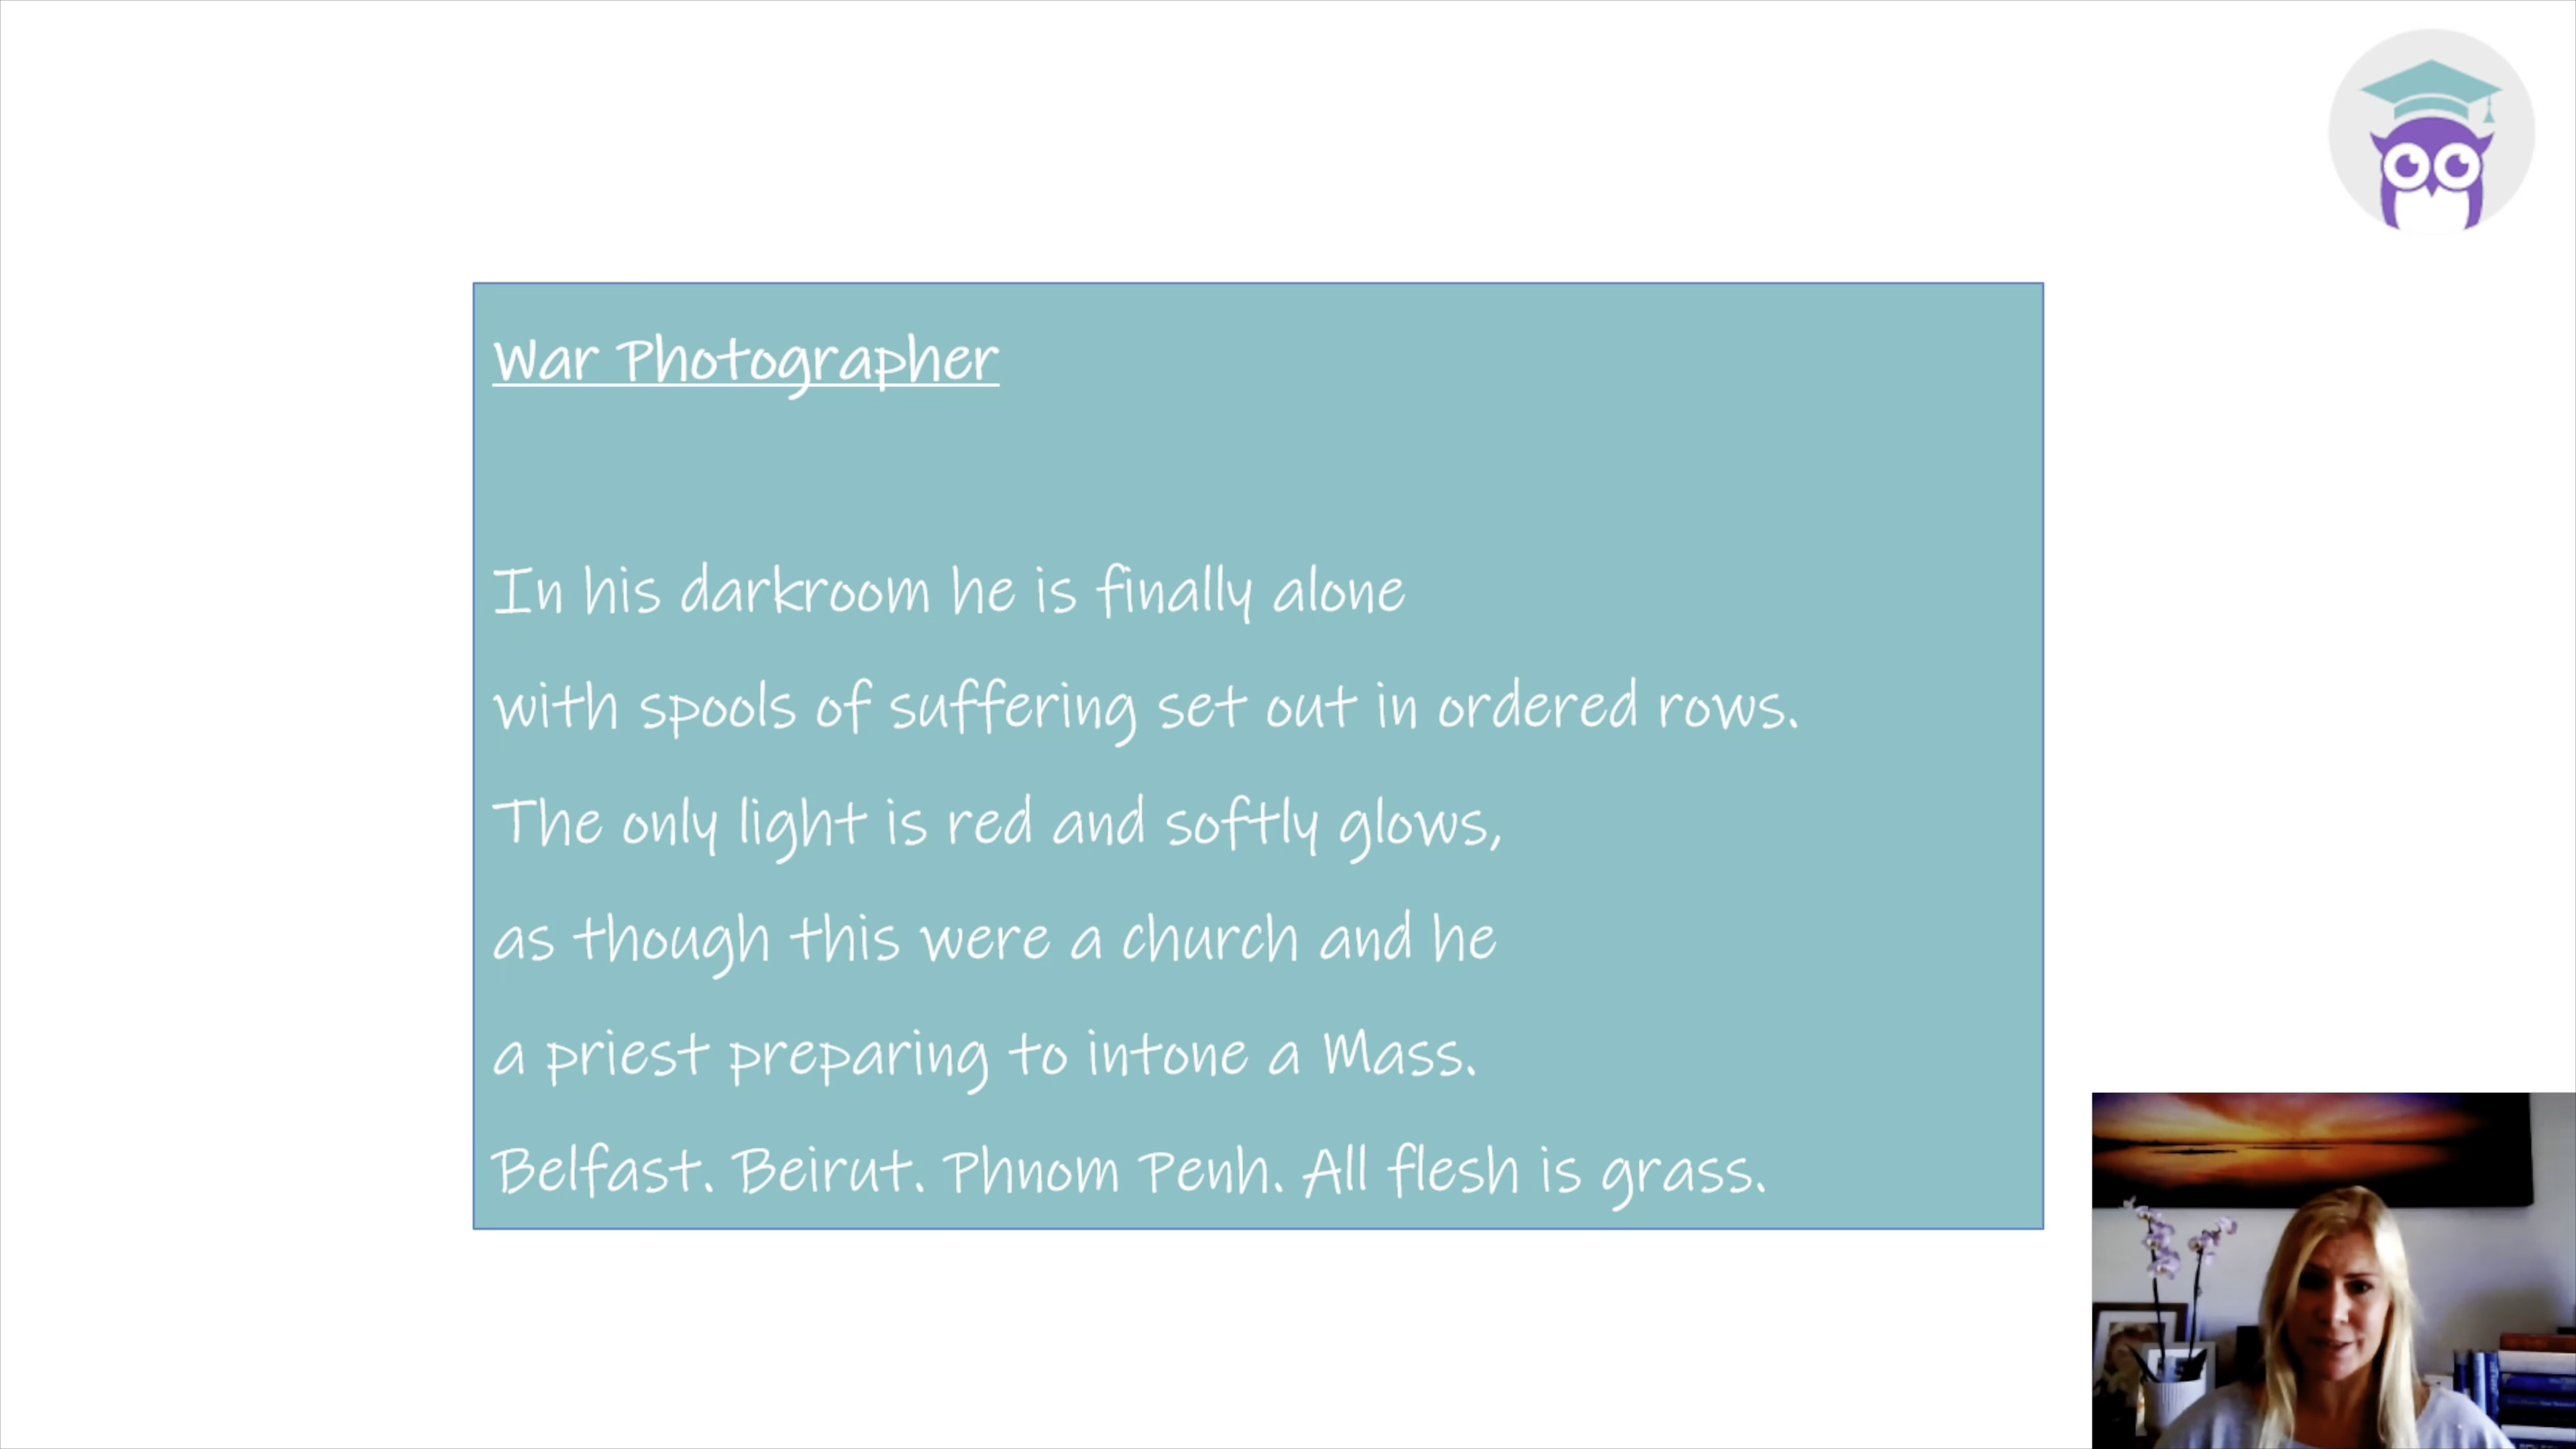 War Photographer
In his darkroom he is finally alone
with spools of suffering set out in ordered rows.
The only light is red and softly glows,
as though this were a church and he
a priest preparing to intone a Mass.
Belfast. Beirut. Phnom Penh. All flesh is grass.